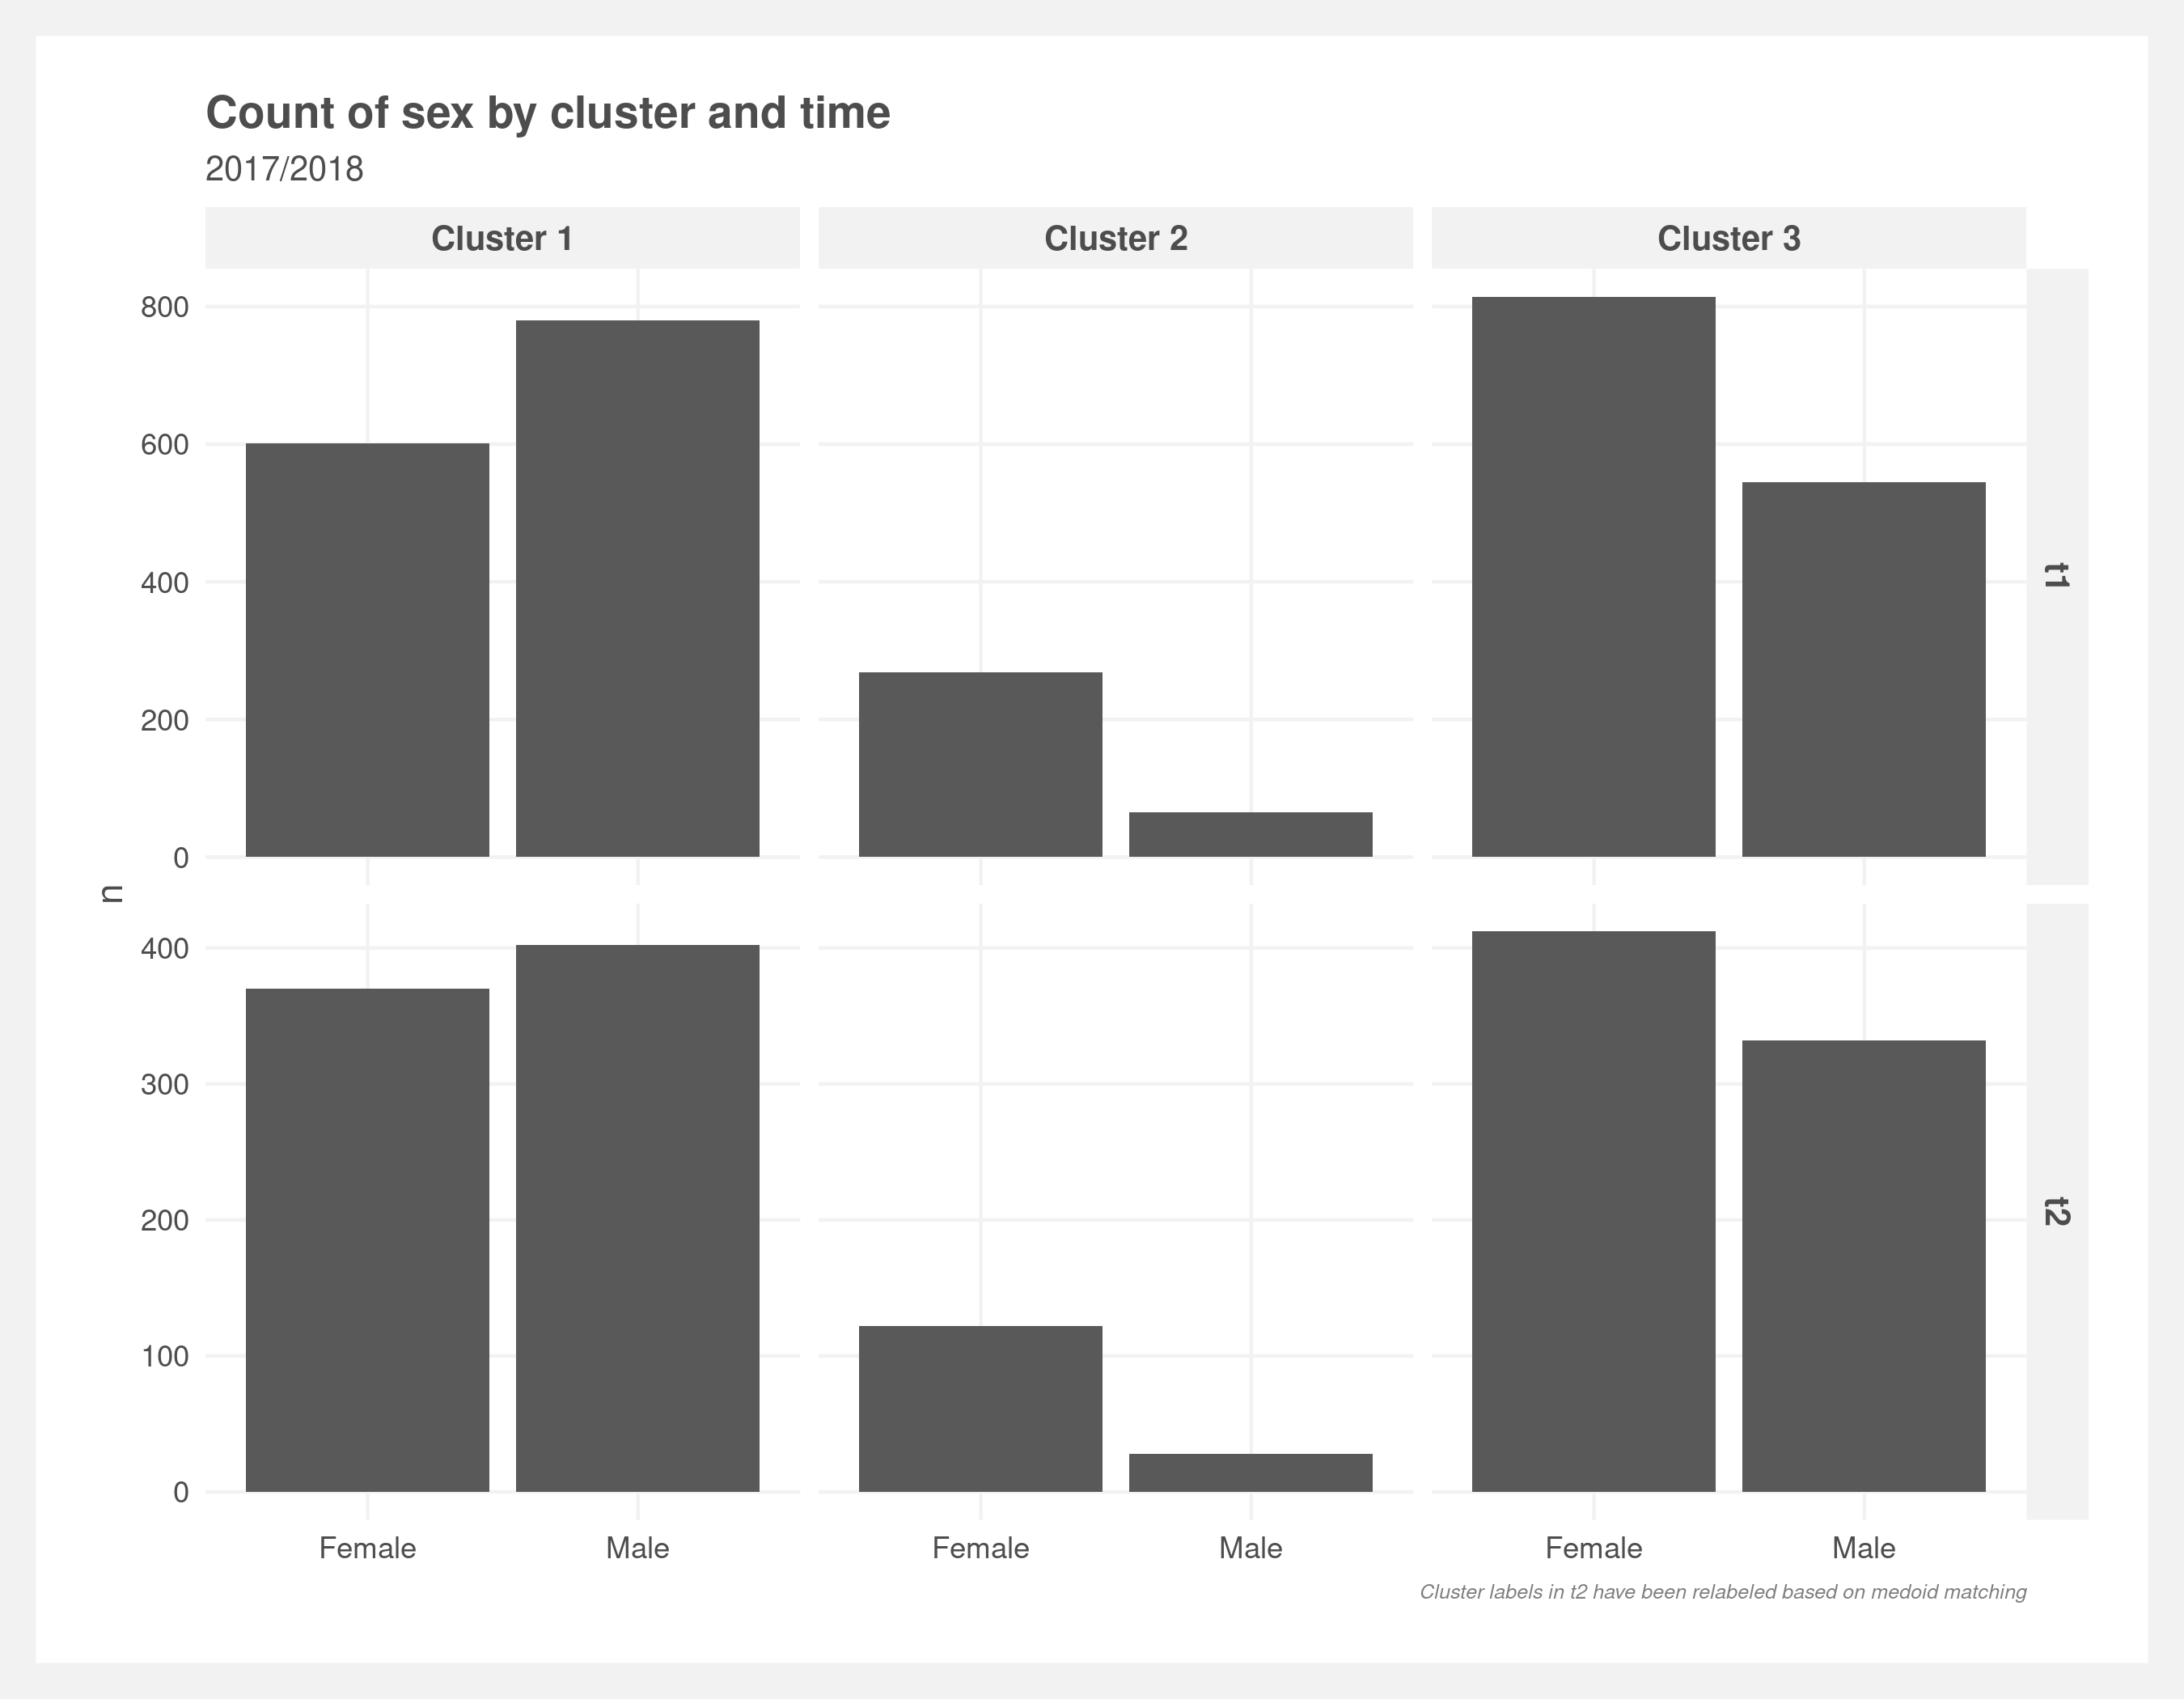 Count of sex by cluster and time
2017/2018
Cluster 1 Cluster 2 Cluster 3
800
600
400
200
0
t1
n
400
300
200
100
0
t2
Female Male Female Male Female Male
Cluster labels in t2 have been relabeled based on medoid matching